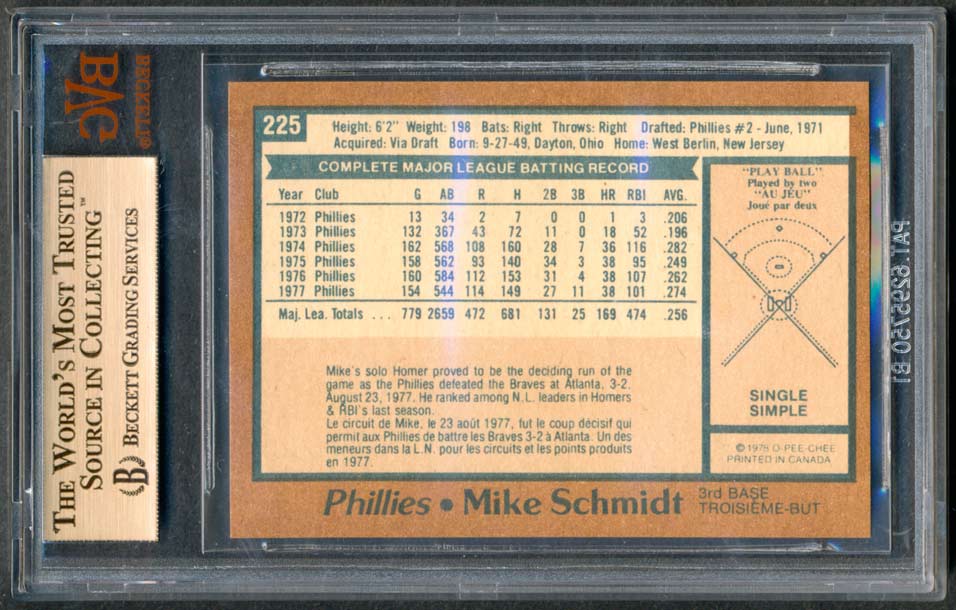 BECKETT
BVG
THE WORLD'S MOST TRUSTED
SOURCE IN COLLECTING™
BECKETT GRADING SERVICES
B
225
Height: 6'2" Weight: 198 Bats: Right Throws: Right Drafted: Phillies #2 - June, 1971
Acquired: Via Draft Born: 9-27-49, Dayton, Ohio Home: West Berlin, New Jersey
COMPLETE MAJOR LEAGUE BATTING RECORD
Year Club G AB R H 2B 3B HR RBI AVG.
1972 Phillies 13 34 2 7 0 0 1 3 .206
1973 Phillies 132 367 43 72 11 0 18 52 .196
1974 Phillies 162 568 108 160 28 7 36 116 .282
1975 Phillies 158 562 93 140 34 3 38 95 .249
1976 Phillies 160 584 112 153 31 4 38 107 .262
1977 Phillies 154 544 114 149 27 11 38 101 .274
Maj. Lea. Totals ... 779 2659 472 681 131 25 169 474 .256
Mike's solo Homer proved to be the deciding run of the
game as the Phillies defeated the Braves at Atlanta, 3-2,
August 23, 1977. He ranked among N.L. leaders in Homers
& RBI's last season.
Le circuit de Mike, le 23 août 1977, fut le coup décisif qui
permit aux Phillies de battre les Braves 3-2 à Atlanta. Un des
meneurs dans la L.N. pour les circuits et les points produits
en 1977.
"PLAY BALL"
Played by two
"AU JEU"
Joué par deux
SINGLE
SIMPLE
© 1978 O-PEE-CHEE
PRINTED IN CANADA
Phillies • Mike Schmidt 3rd BASE
TROISIÈME-BUT
PAT. 6295750 B1